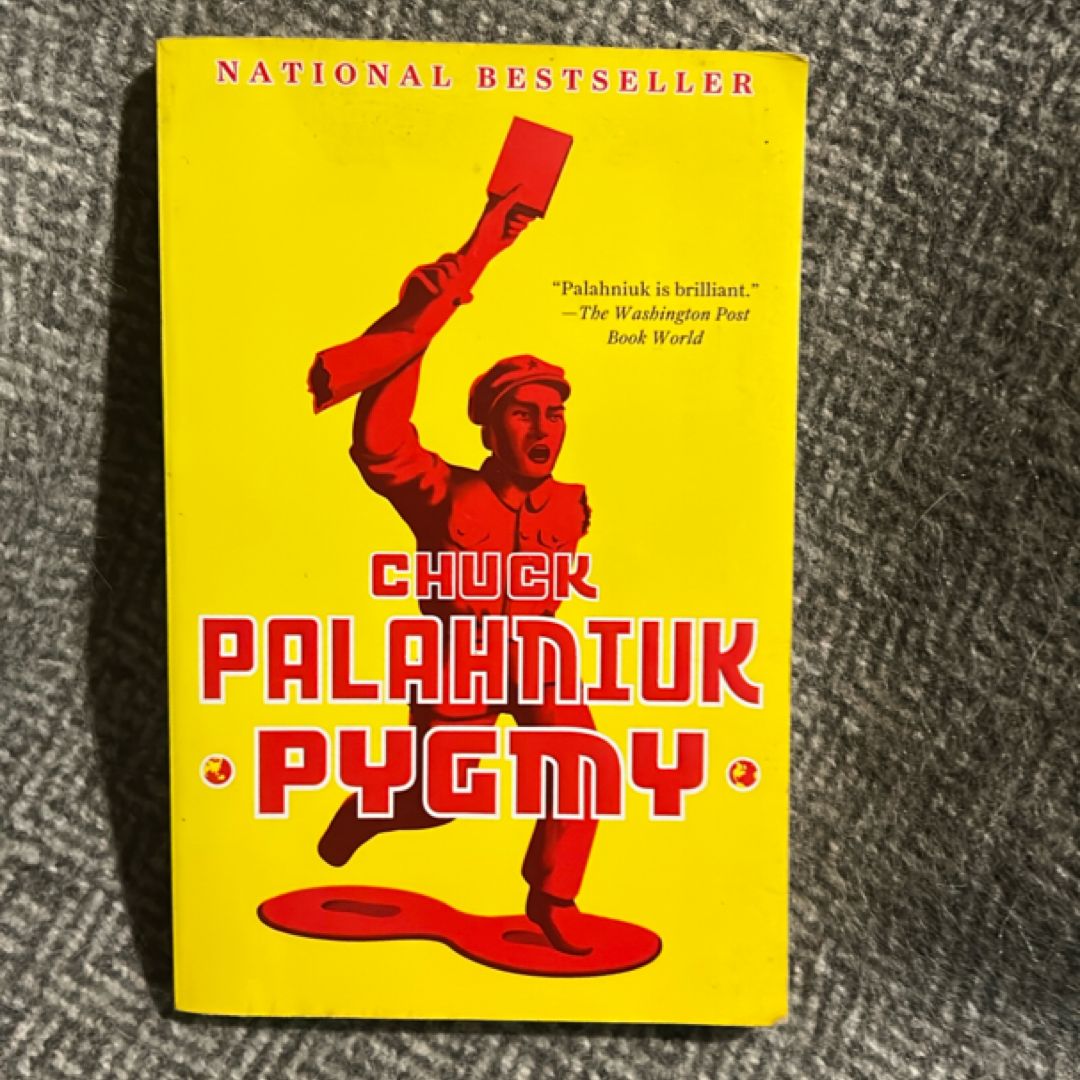 NATIONAL BESTSELLER
“Palahniuk is brilliant.”
—The Washington Post
Book World
CHUCK
PALAHNIUK
PYGMY